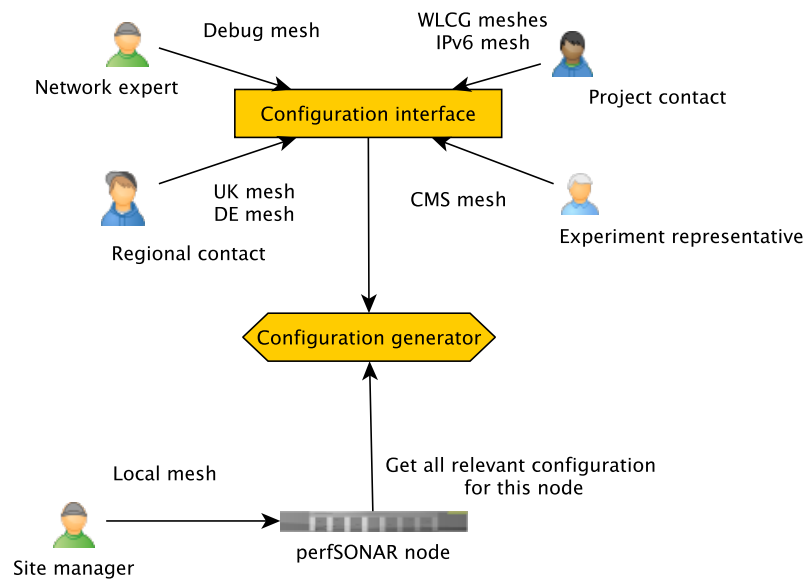 Debug mesh
WLCG meshes
IPv6 mesh
Network expert
Project contact
Configuration interface
UK mesh
DE mesh
CMS mesh
Regional contact
Experiment representative
Configuration generator
Local mesh
Get all relevant configuration
for this node
perfSONAR node
Site manager